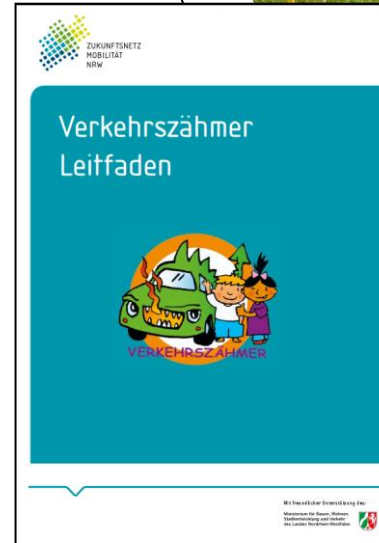 ZUKUNFTSNETZ
MOBILITÄT
NRW
Verkehrszähmer
Leitfaden
VERKEHRSZÄHMER
Mit freundlicher Unterstützung des:
Ministerium für Bauen, Wohnen,
Stadtentwicklung und Verkehr
des Landes Nordrhein-Westfalen